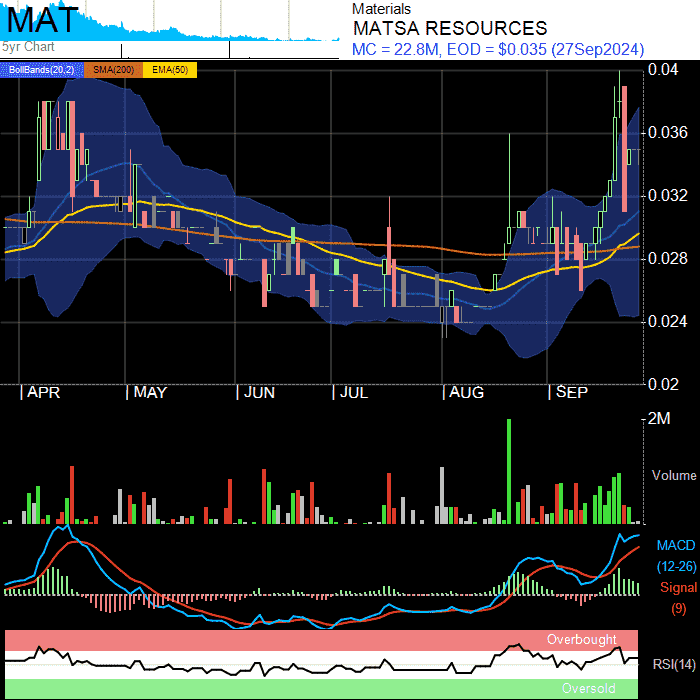 MAT
5yr Chart
Materials
MATSA RESOURCES
MC = 22.8M, EOD = $0.035 (27Sep2024)
BollBands(20,2) SMA(200) EMA(50)
0.04
0.036
0.032
0.028
0.024
0.02
APR MAY JUN JUL AUG SEP
2M
Volume
MACD
(12-26)
Signal
(9)
Overbought
RSI(14)
Oversold